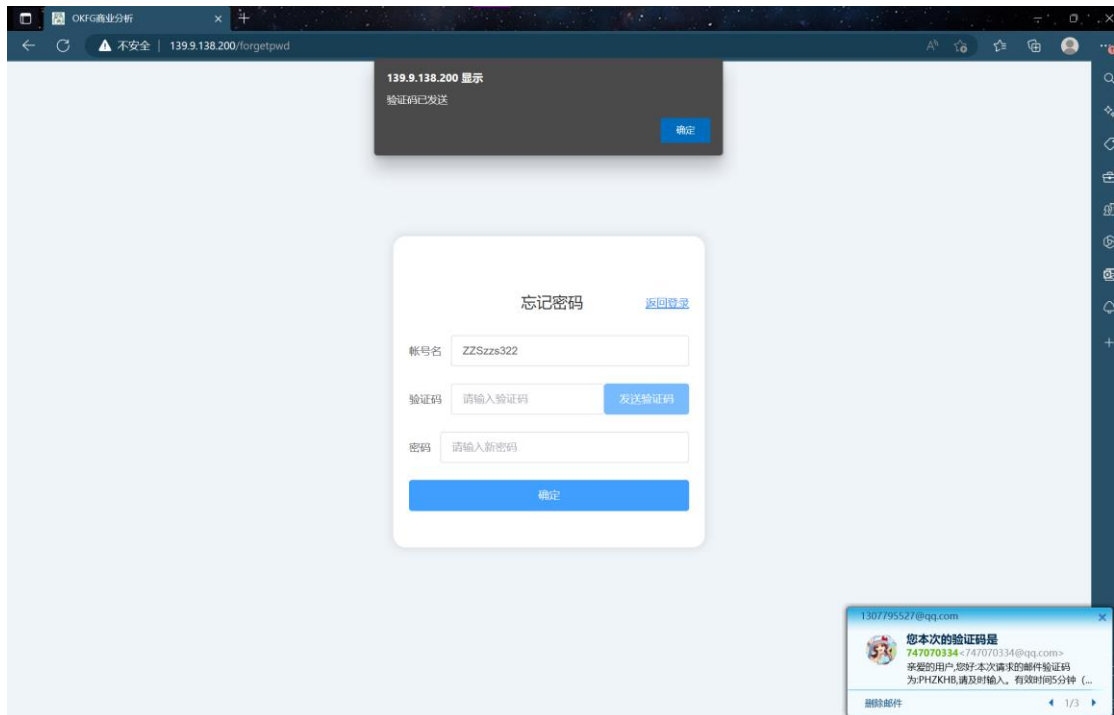 OKFG商业分析
不安全 | 139.9.138.200/forgetpwd
139.9.138.200 显示
验证码已发送
确定
忘记密码
返回登录
帐号名 ZZSzzs322
验证码 请输入验证码 发送验证码
密码 请输入新密码
确定
1307795527@qq.com
您本次的验证码是
747070334<747070334@qq.com>
亲爱的用户,您好:本次请求的邮件验证码
为:PHZKHB,请及时输入。有效时间5分钟（...
删除邮件 1/3